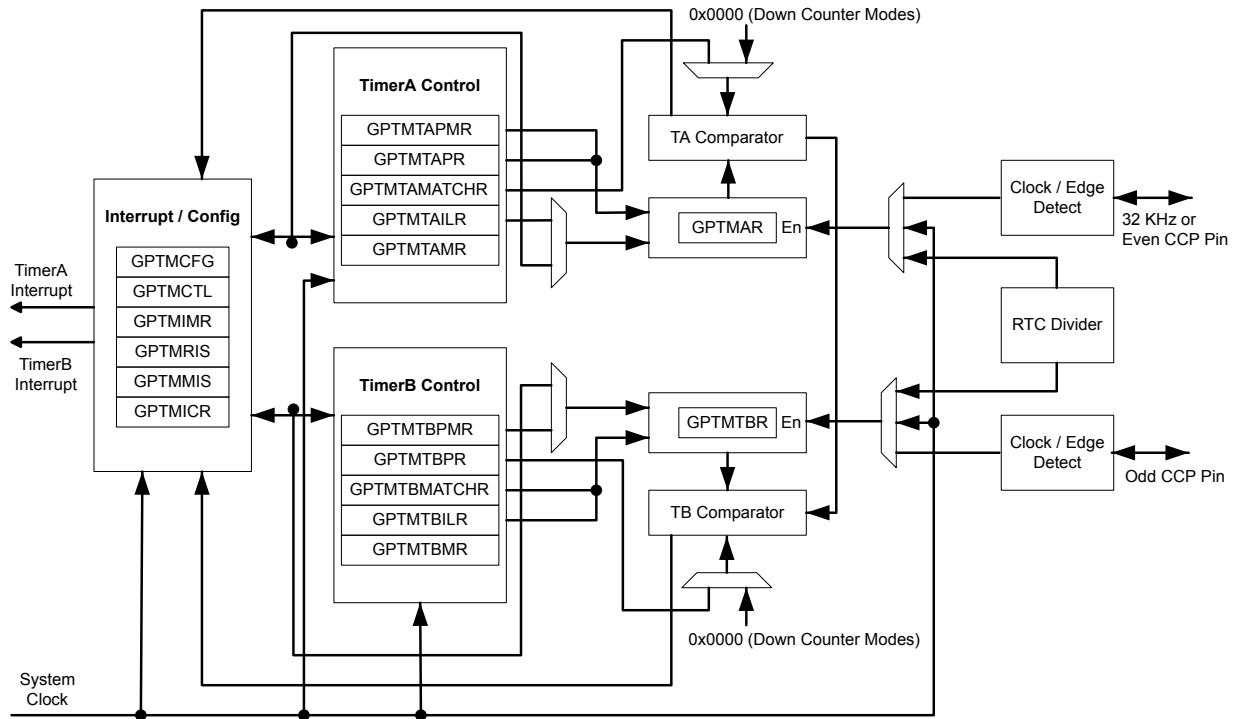 0x0000 (Down Counter Modes)
TimerA Control
GPTMTAPMR
GPTMTAPR
GPTMTAMATCHR
GPTMTAILR
GPTMTAMR
TA Comparator
GPTMAR
En
Clock / Edge
Detect
32 KHz or
Even CCP Pin
Interrupt / Config
GPTMCFG
GPTMCTL
GPTMIMR
GPTMRIS
GPTMMIS
GPTMICR
TimerA
Interrupt
TimerB
Interrupt
RTC Divider
TimerB Control
GPTMTBPMR
GPTMTBPR
GPTMTBMATCHR
GPTMTBILR
GPTMTBMR
GPTMTBR
En
TB Comparator
Clock / Edge
Detect
Odd CCP Pin
0x0000 (Down Counter Modes)
System
Clock